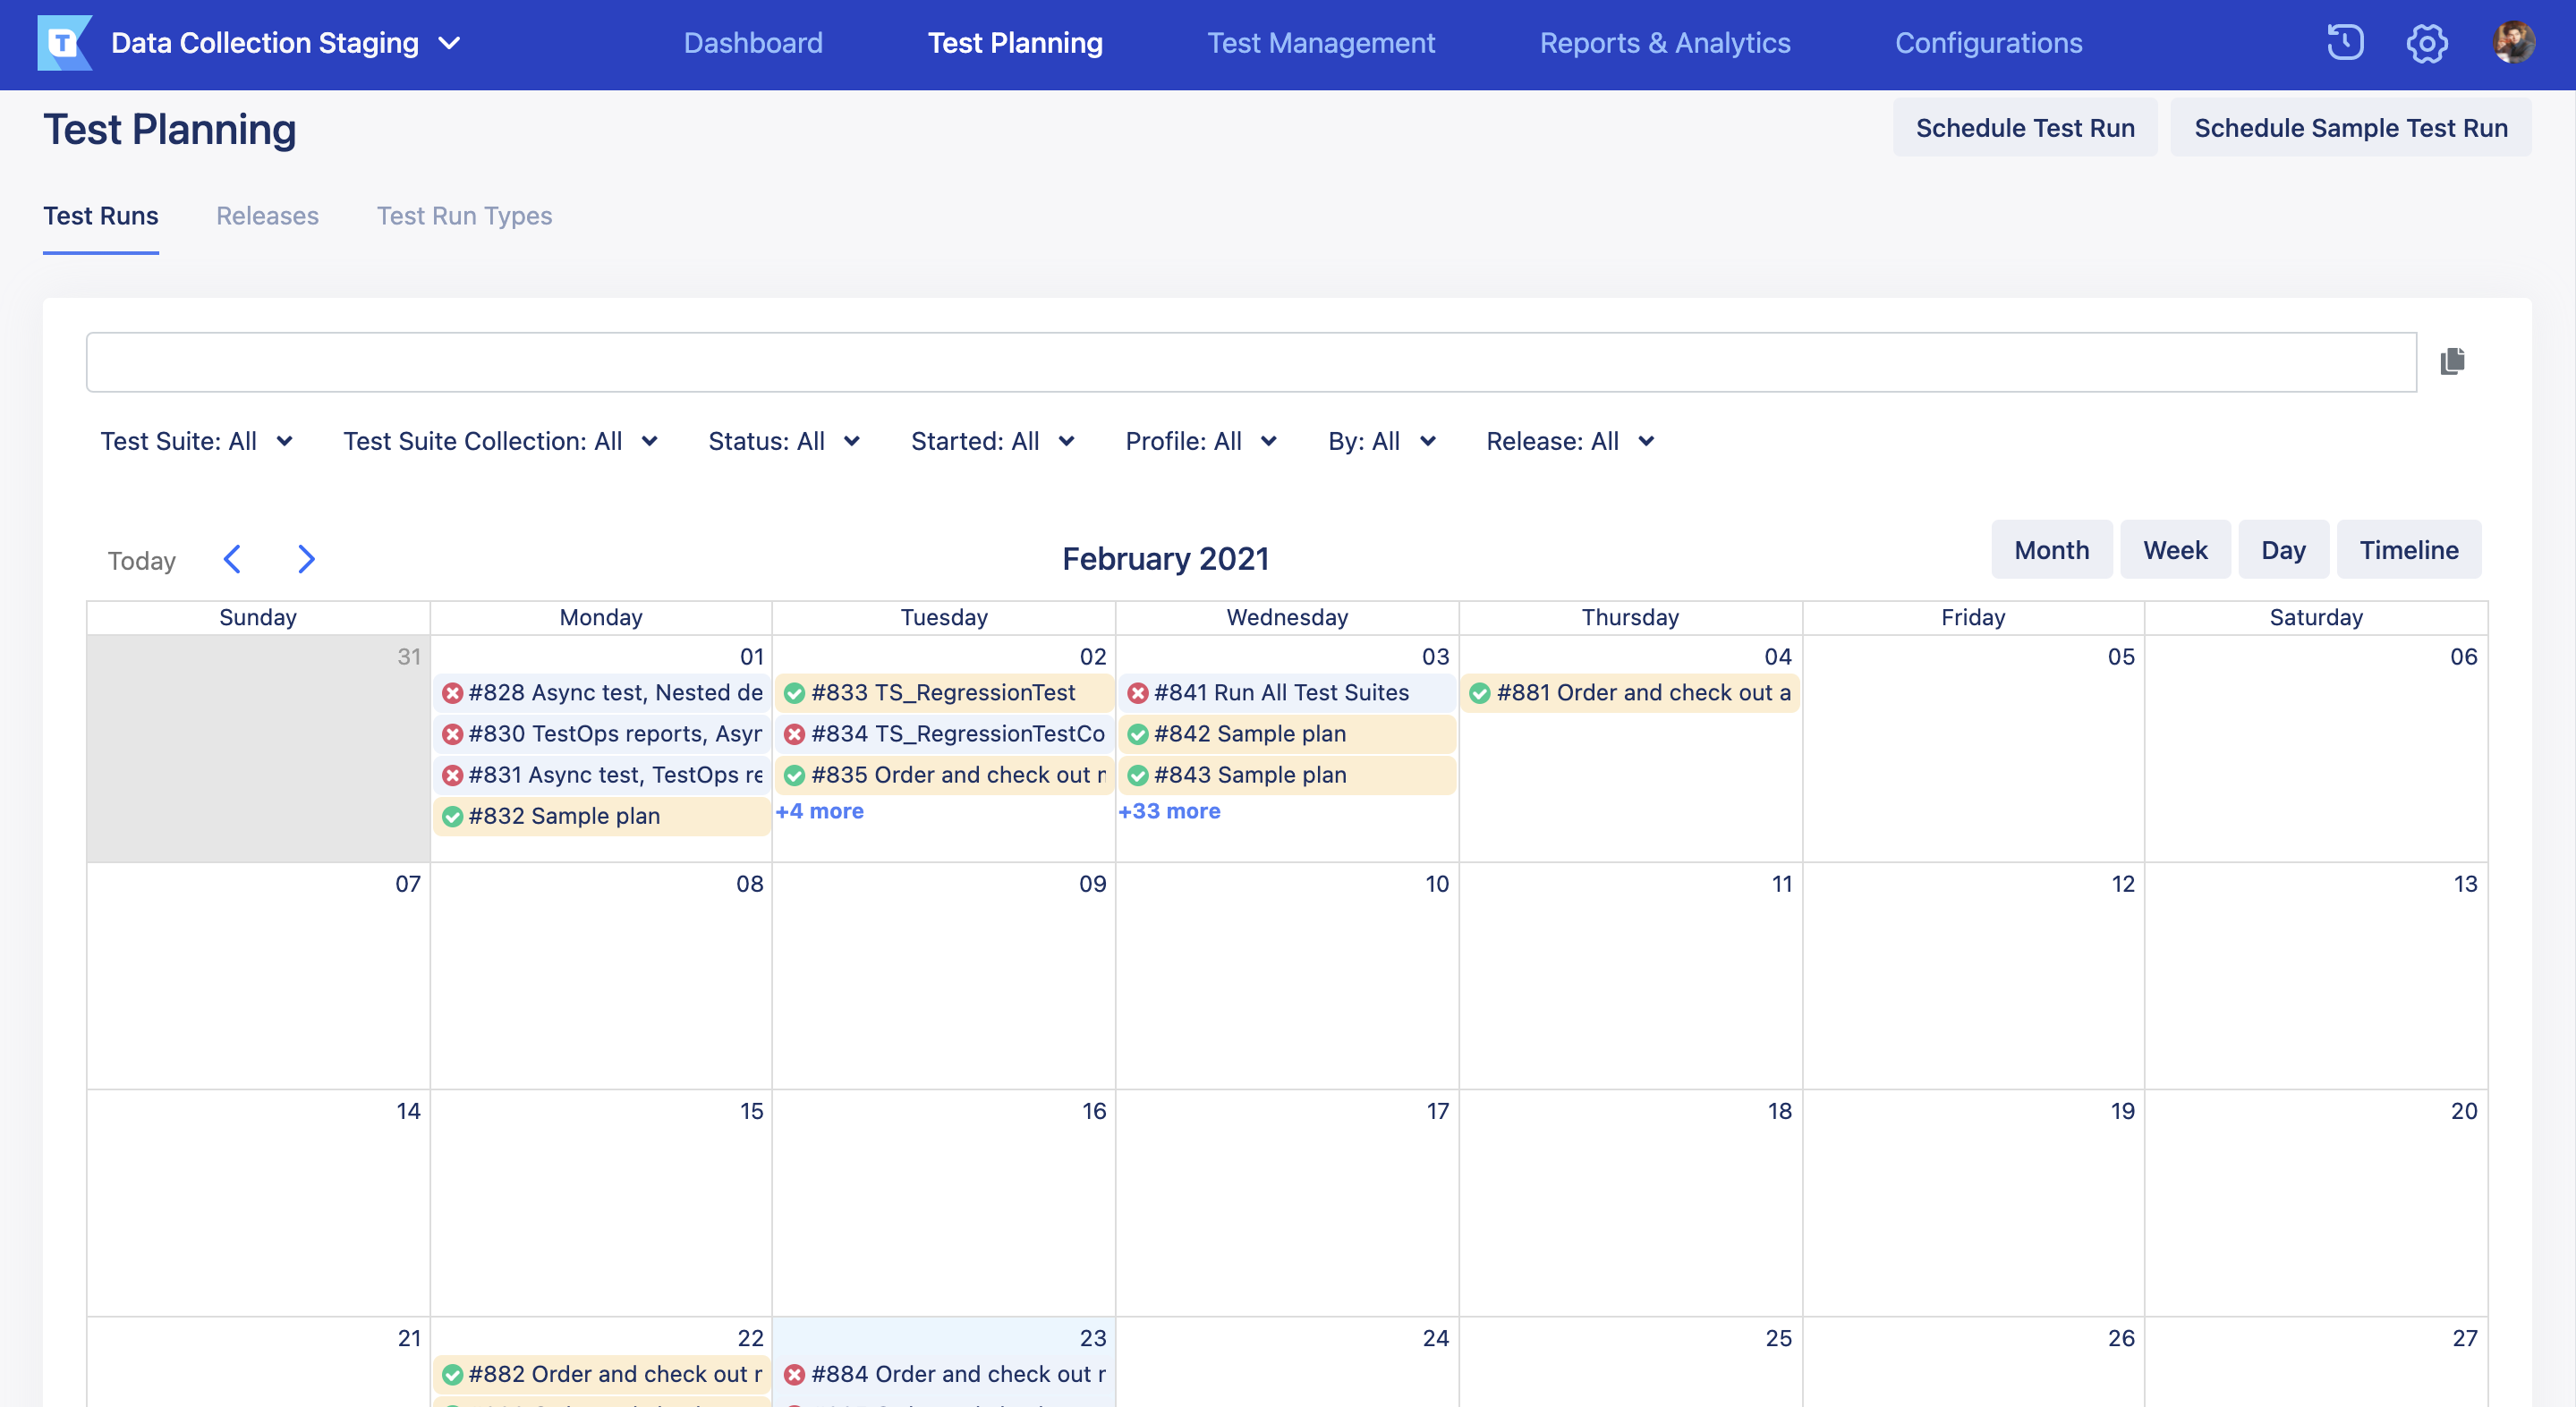 T Data Collection Staging Dashboard Test Planning Test Management Reports & Analytics Configurations
Test Planning Schedule Test Run Schedule Sample Test Run
Test Runs Releases Test Run Types
Test Suite: All Test Suite Collection: All Status: All Started: All Profile: All By: All Release: All
Today February 2021 Month Week Day Timeline
Sunday Monday Tuesday Wednesday Thursday Friday Saturday
31 01 02 03 04 05 06
#828 Async test, Nested de #833 TS_RegressionTest #841 Run All Test Suites #881 Order and check out a
#830 TestOps reports, Asyr #834 TS_RegressionTestCo #842 Sample plan
#831 Async test, TestOps re #835 Order and check out r #843 Sample plan
#832 Sample plan +4 more +33 more
07 08 09 10 11 12 13
14 15 16 17 18 19 20
21 22 23 24 25 26 27
#882 Order and check out r #884 Order and check out r